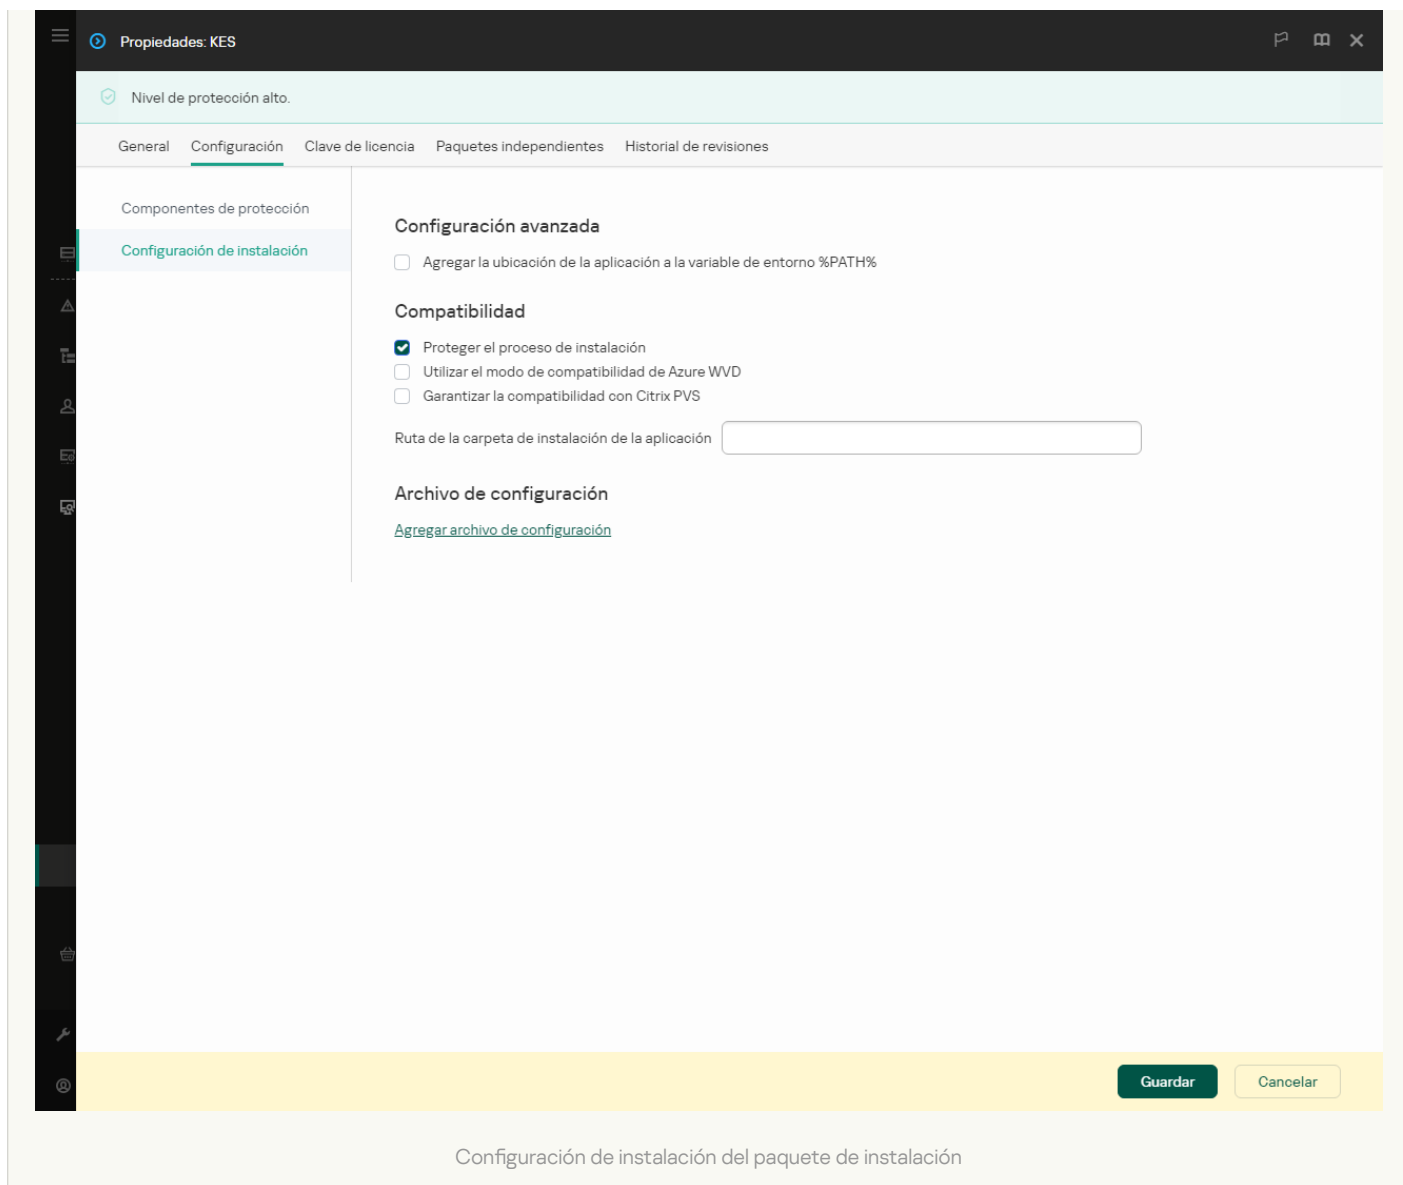 Propiedades: KES
Nivel de protección alto.
General Configuración Clave de licencia Paquetes independientes Historial de revisiones
Componentes de protección
Configuración de instalación
Configuración avanzada
Agregar la ubicación de la aplicación a la variable de entorno %PATH%
Compatibilidad
Proteger el proceso de instalación
Utilizar el modo de compatibilidad de Azure WVD
Garantizar la compatibilidad con Citrix PVS
Ruta de la carpeta de instalación de la aplicación
Archivo de configuración
Agregar archivo de configuración
Guardar Cancelar
Configuración de instalación del paquete de instalación